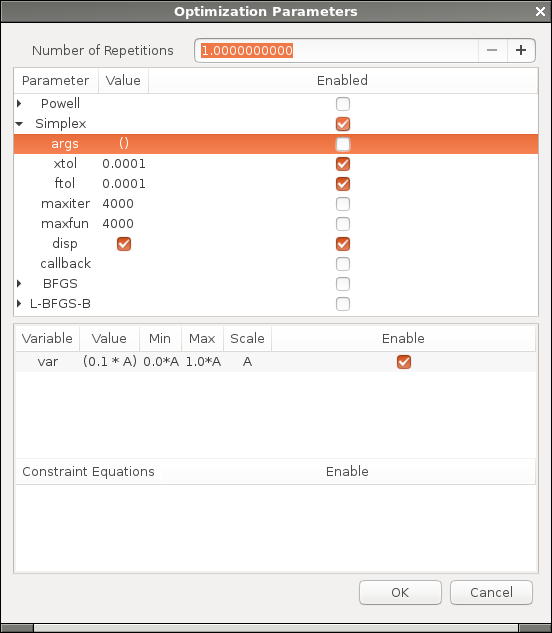 Optimization Parameters
Number of Repetitions 1.0000000000
Parameter Value Enabled
Powell
Simplex
args ()
xtol 0.0001
ftol 0.0001
maxiter 4000
maxfun 4000
disp
callback
BFGS
L-BFGS-B
Variable Value Min Max Scale Enable
var (0.1 * A) 0.0*A 1.0*A A
Constraint Equations Enable
OK Cancel